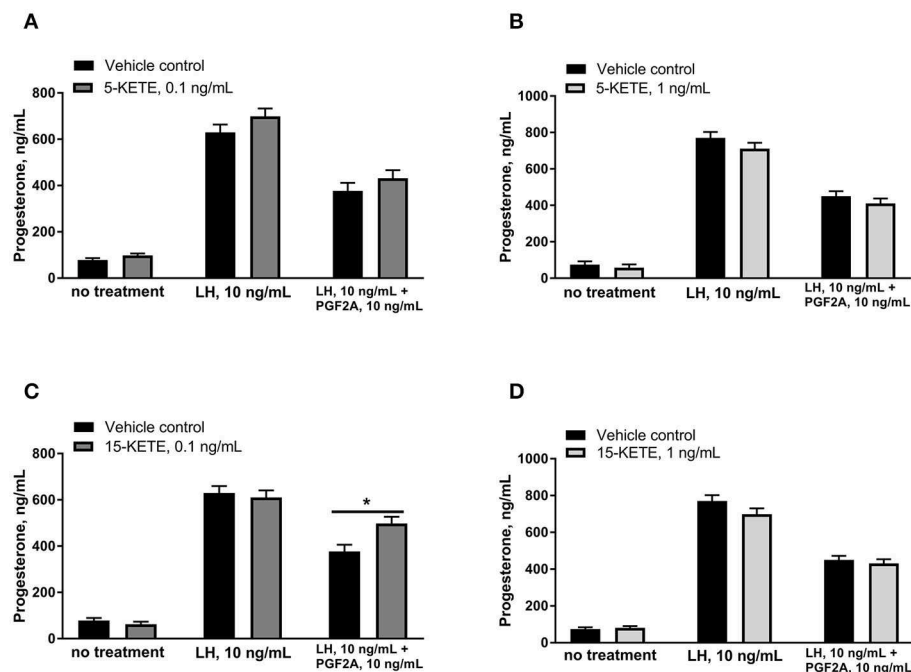 A
Vehicle control
5-KETE, 0.1 ng/mL
Progesterone, ng/mL
800
600
400
200
0
no treatment
LH, 10 ng/mL
LH, 10 ng/mL +
PGF2A, 10 ng/mL
B
Vehicle control
5-KETE, 1 ng/mL
Progesterone, ng/mL
1000
800
600
400
200
0
no treatment
LH, 10 ng/mL
LH, 10 ng/mL +
PGF2A, 10 ng/mL
C
Vehicle control
15-KETE, 0.1 ng/mL
Progesterone, ng/mL
800
600
400
200
0
*
no treatment
LH, 10 ng/mL
LH, 10 ng/mL +
PGF2A, 10 ng/mL
D
Vehicle control
15-KETE, 1 ng/mL
Progesterone, ng/mL
1000
800
600
400
200
0
no treatment
LH, 10 ng/mL
LH, 10 ng/mL +
PGF2A, 10 ng/mL